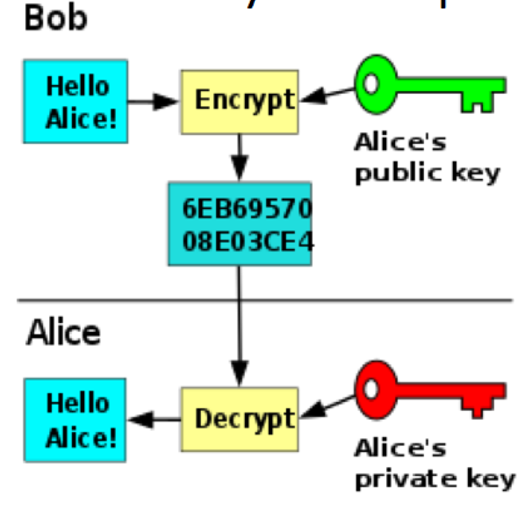 Bob
Hello
Alice!
Encrypt
Alice's
public key
6EB69570
08E03CE4
Alice
Hello
Alice!
Decrypt
Alice's
private key